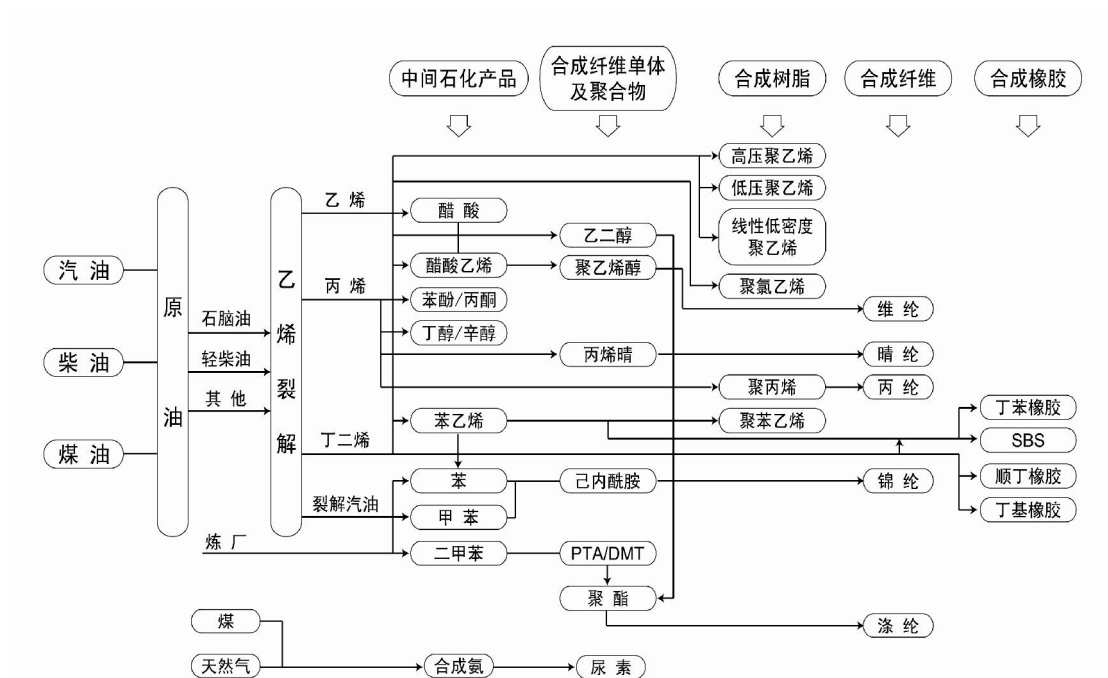 中间石化产品
合成纤维单体
及聚合物
合成树脂
合成纤维
合成橡胶
高压聚乙烯
低压聚乙烯
线性低密度
聚乙烯
聚氯乙烯
乙烯
醋酸
乙二醇
醋酸乙烯
聚乙烯醇
维纶
汽油
柴油
煤油
原油
石脑油
轻柴油
其他
乙烯裂解
丙烯
苯酚/丙酮
丁醇/辛醇
丙烯晴
晴纶
聚丙烯
丙纶
丁二烯
苯乙烯
聚苯乙烯
丁苯橡胶
SBS
顺丁橡胶
丁基橡胶
苯
己内酰胺
锦纶
裂解汽油
甲苯
炼厂
二甲苯
PTA/DMT
聚酯
涤纶
煤
天然气
合成氨
尿素